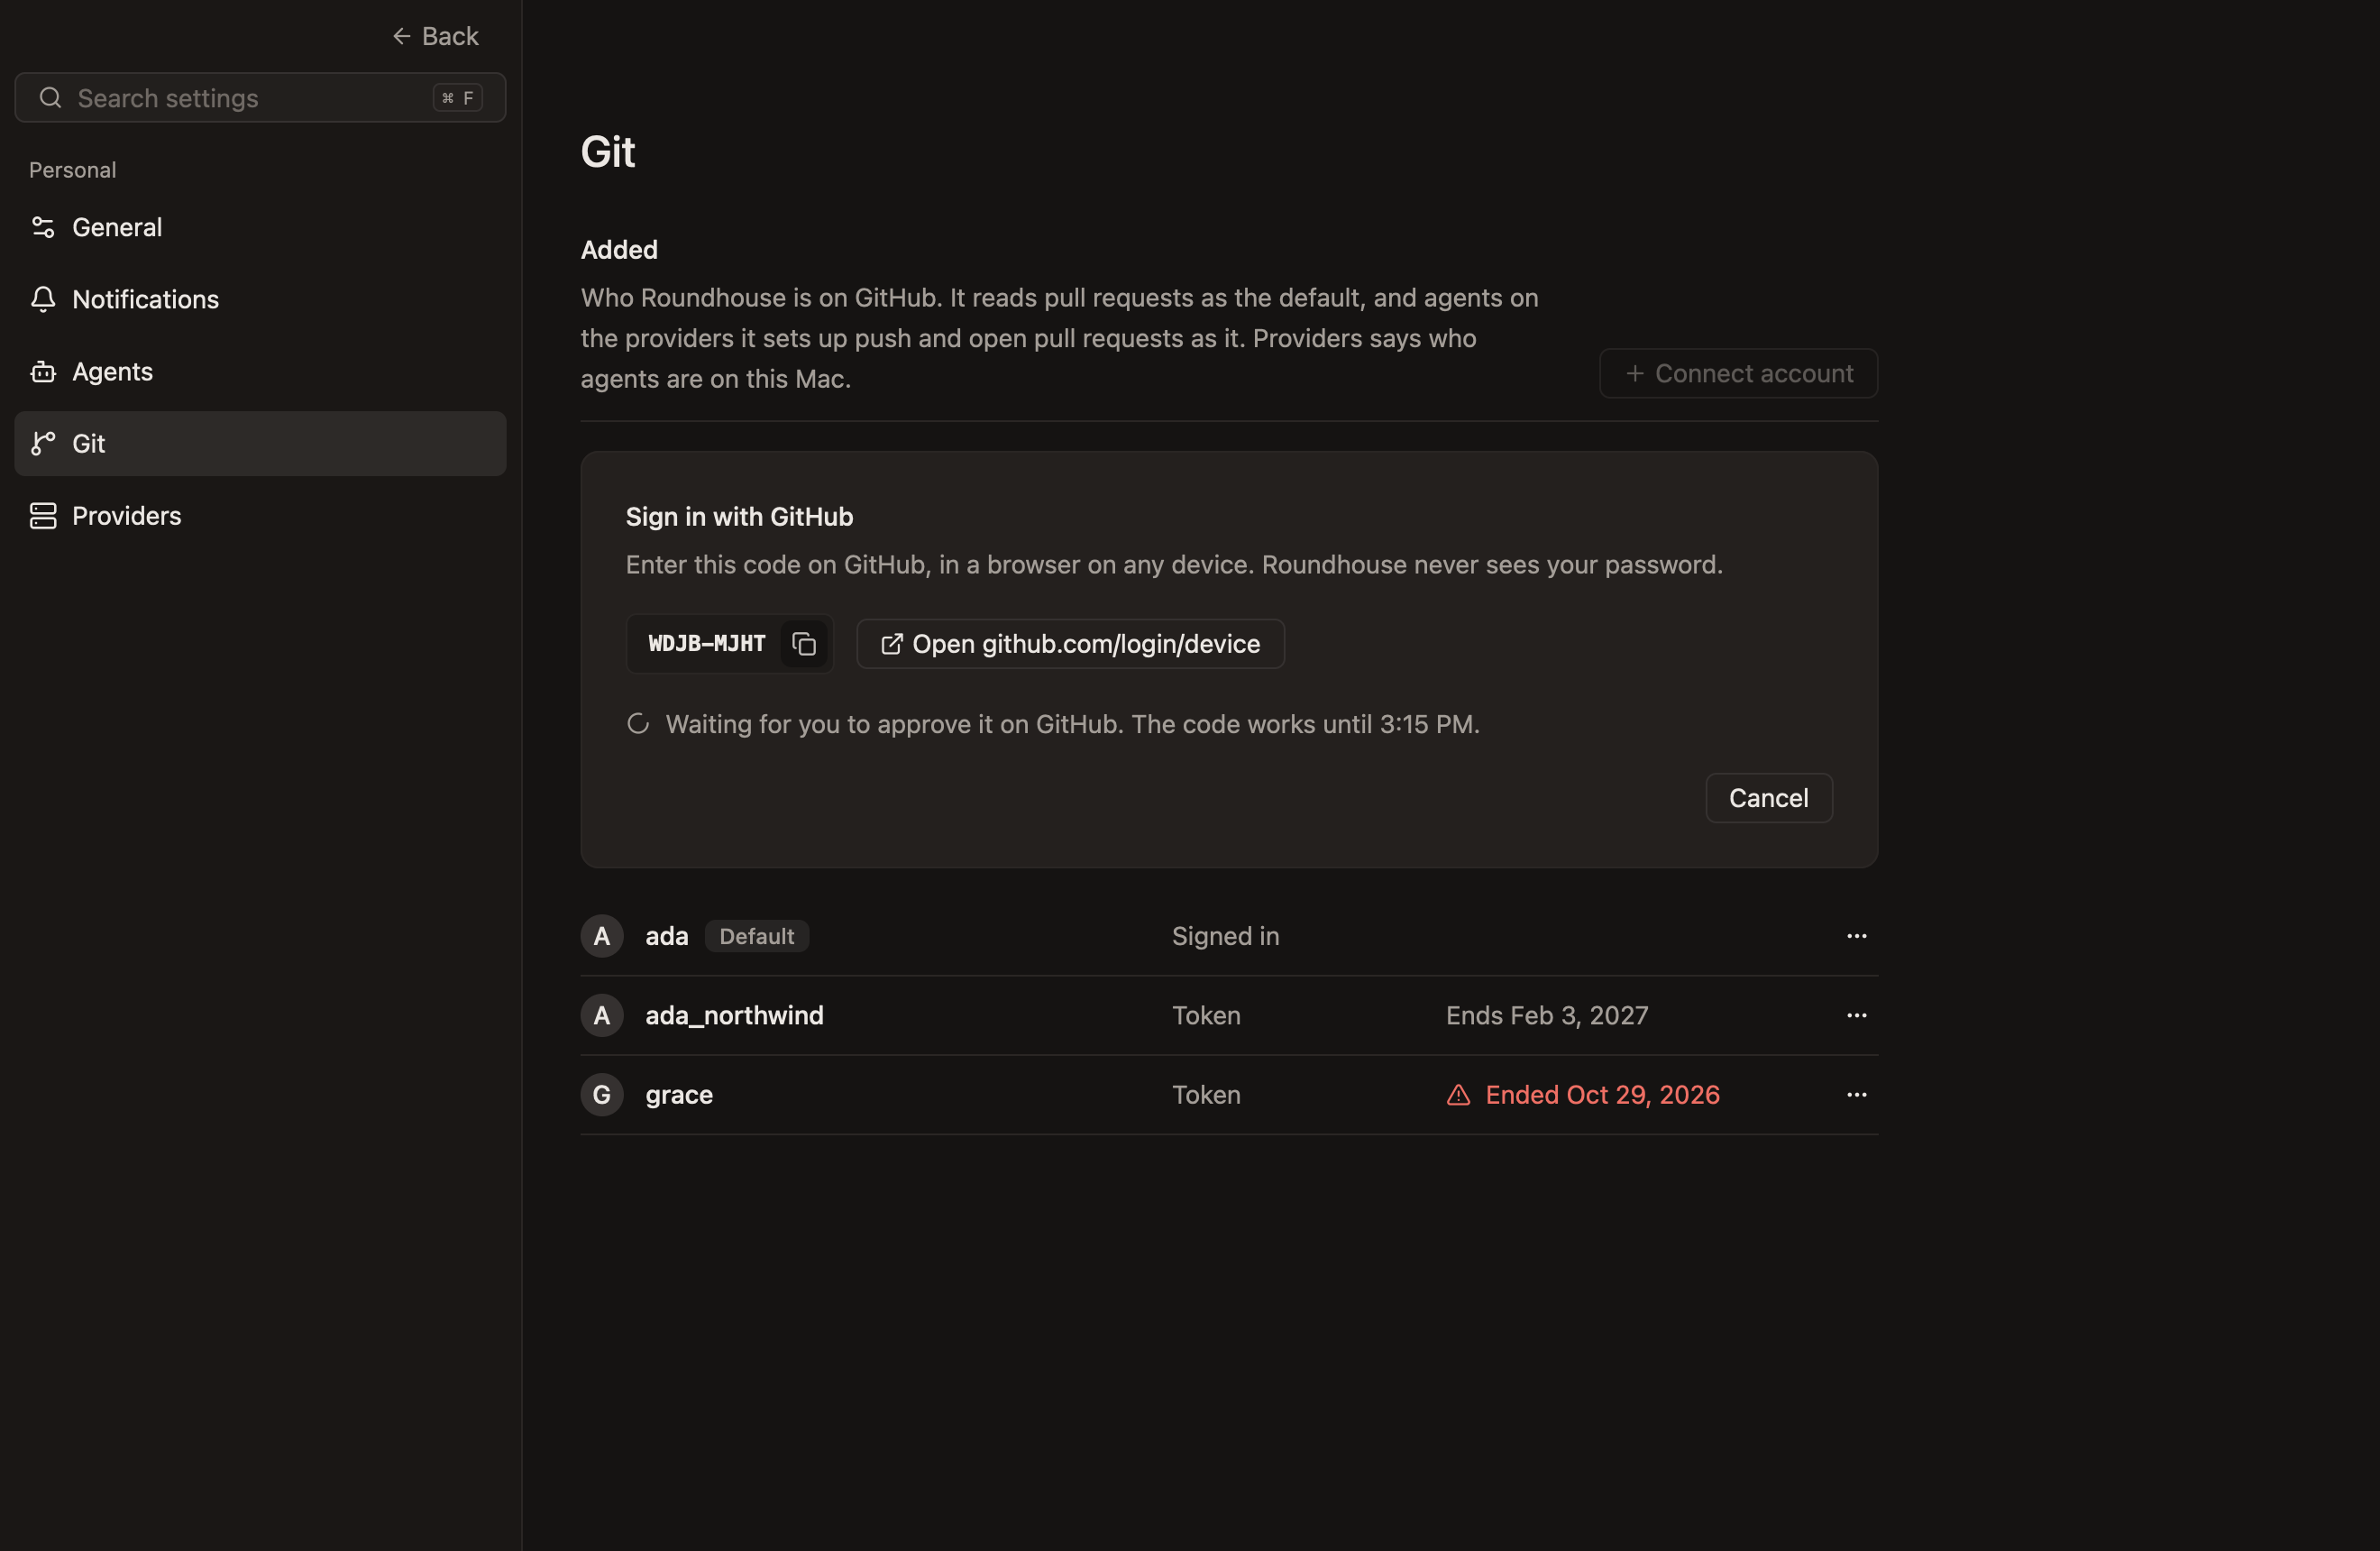 Back
Search settings
⌘ F
Personal
General
Notifications
Agents
Git
Providers
Git
Added
Who Roundhouse is on GitHub. It reads pull requests as the default, and agents on
the providers it sets up push and open pull requests as it. Providers says who
agents are on this Mac.
+ Connect account
Sign in with GitHub
Enter this code on GitHub, in a browser on any device. Roundhouse never sees your password.
WDJB-MJHT
Open github.com/login/device
Waiting for you to approve it on GitHub. The code works until 3:15 PM.
Cancel
A ada Default Signed in
A ada_northwind Token Ends Feb 3, 2027
G grace Token Ended Oct 29, 2026